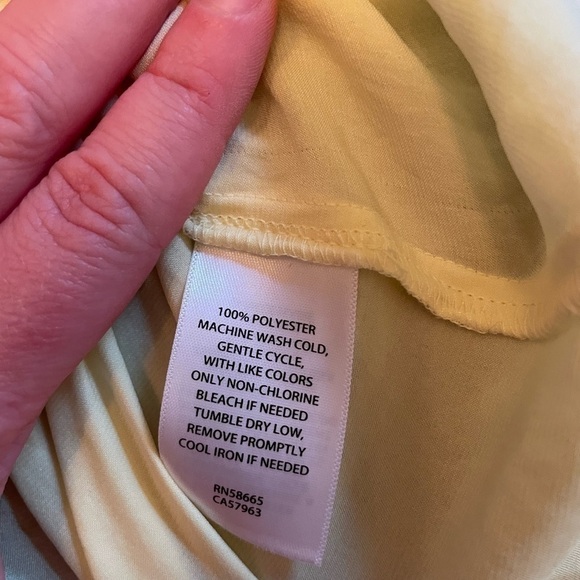 100% POLYESTER
MACHINE WASH COLD,
GENTLE CYCLE,
WITH LIKE COLORS
ONLY NON-CHLORINE
BLEACH IF NEEDED
TUMBLE DRY LOW,
REMOVE PROMPTLY
COOL IRON IF NEEDED
RN58665
CA57963